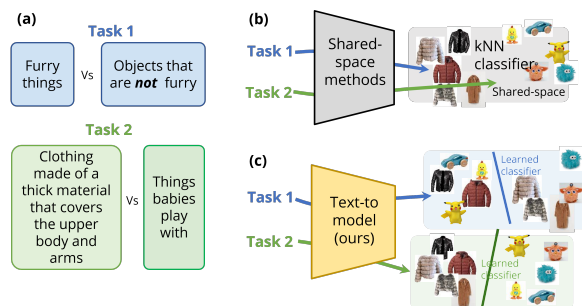 (a)
Task 1
Furry
things
Vs
Objects that
are not furry
Task 2
Clothing
made of a
thick material
that covers
the upper
body and
arms
Vs
Things
babies
play
with
(b)
Task 1
Task 2
Shared-
space
methods
kNN
classifier
Shared-space
(c)
Task 1
Task 2
Text-to
model
(ours)
Learned
classifier
Learned
classifier